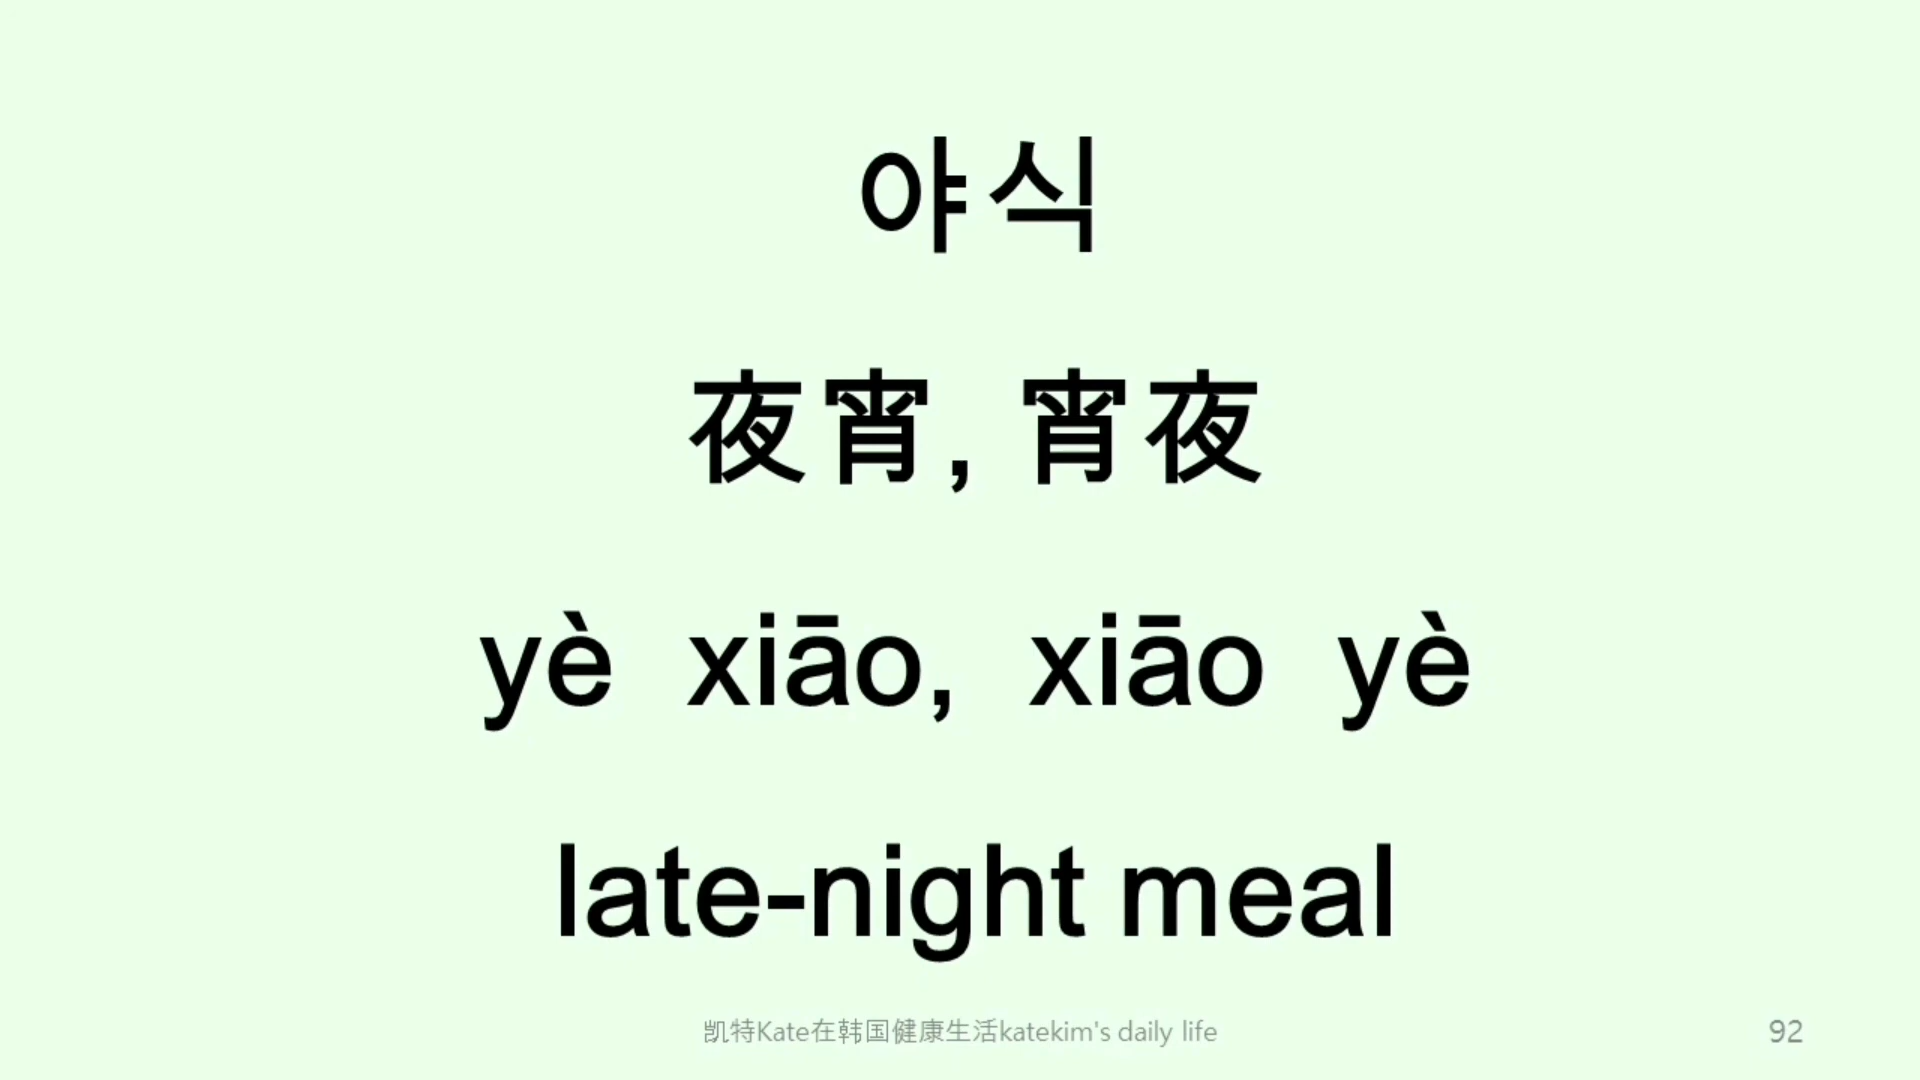 야식
夜宵, 宵夜
yè xiāo, xiāo yè
late-night meal
凯特Kate在韩国健康生活katekim's daily life
92